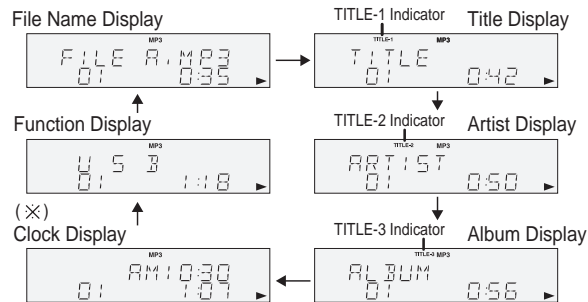 File Name Display
MP3
FILE A.MP3
01 0:35
TITLE-1 Indicator Title Display
TITLE-1 MP3
TITLE
01 0:42
Function Display
MP3
U S B
01 1:18
TITLE-2 Indicator Artist Display
TITLE-2 MP3
ARTIST
01 0:50
(※)
Clock Display
MP3
AM10:30
01 1:07
TITLE-3 Indicator Album Display
TITLE-3 MP3
ALBUM
01 0:56